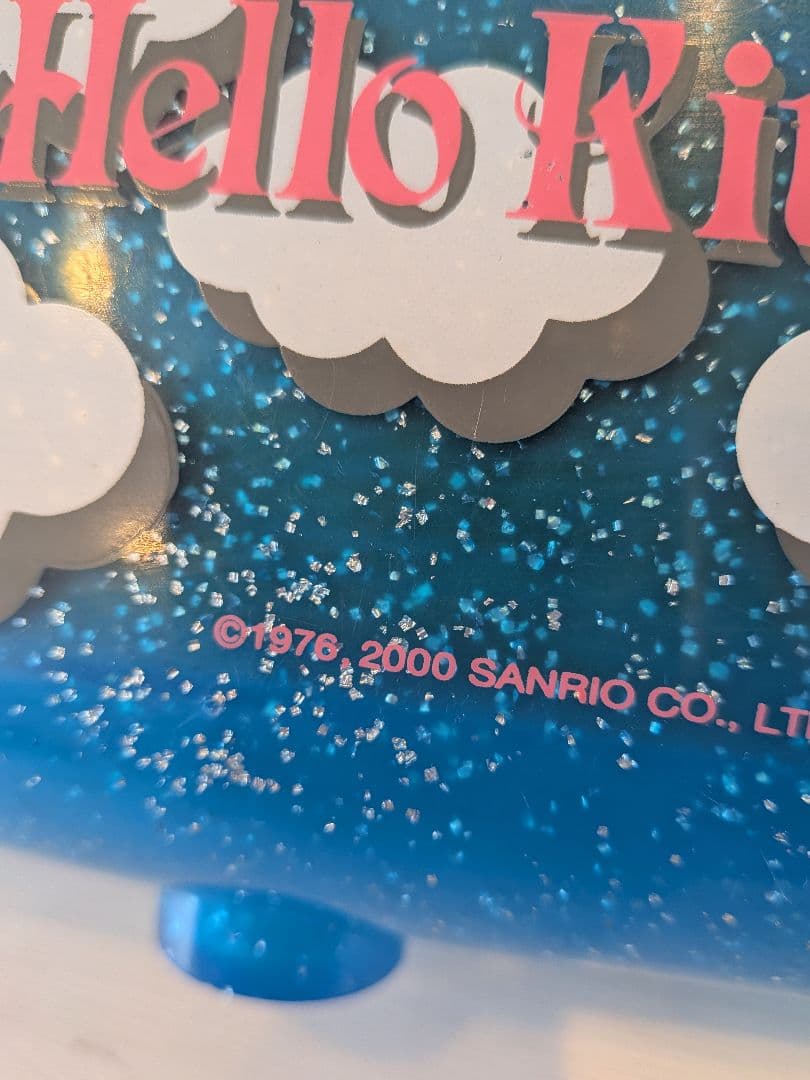 Hello Ki
©1976, 2000 SANRIO CO., LT